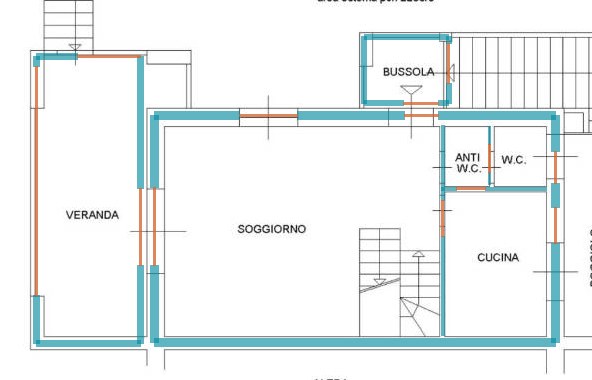 BUSSOLA
ANTI
W.C.
W.C.
VERANDA
SOGGIORNO
CUCINA